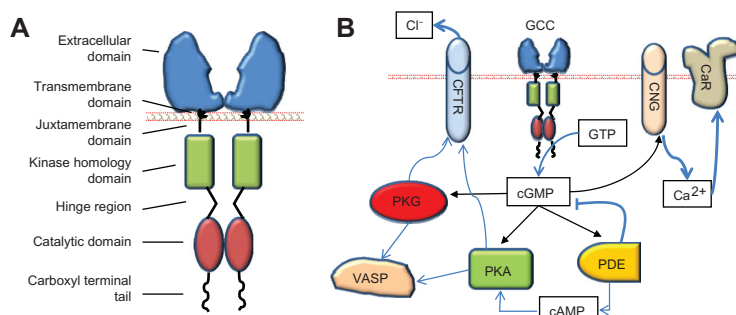 A
Extracellular
domain
Transmembrane
domain
Juxtamembrane
domain
Kinase homology
domain
Hinge region
Catalytic domain
Carboxyl terminal
tail
B
Cl⁻
GCC
CFTR
CNG
CaR
GTP
cGMP
Ca²⁺
PKG
VASP
PKA
PDE
cAMP